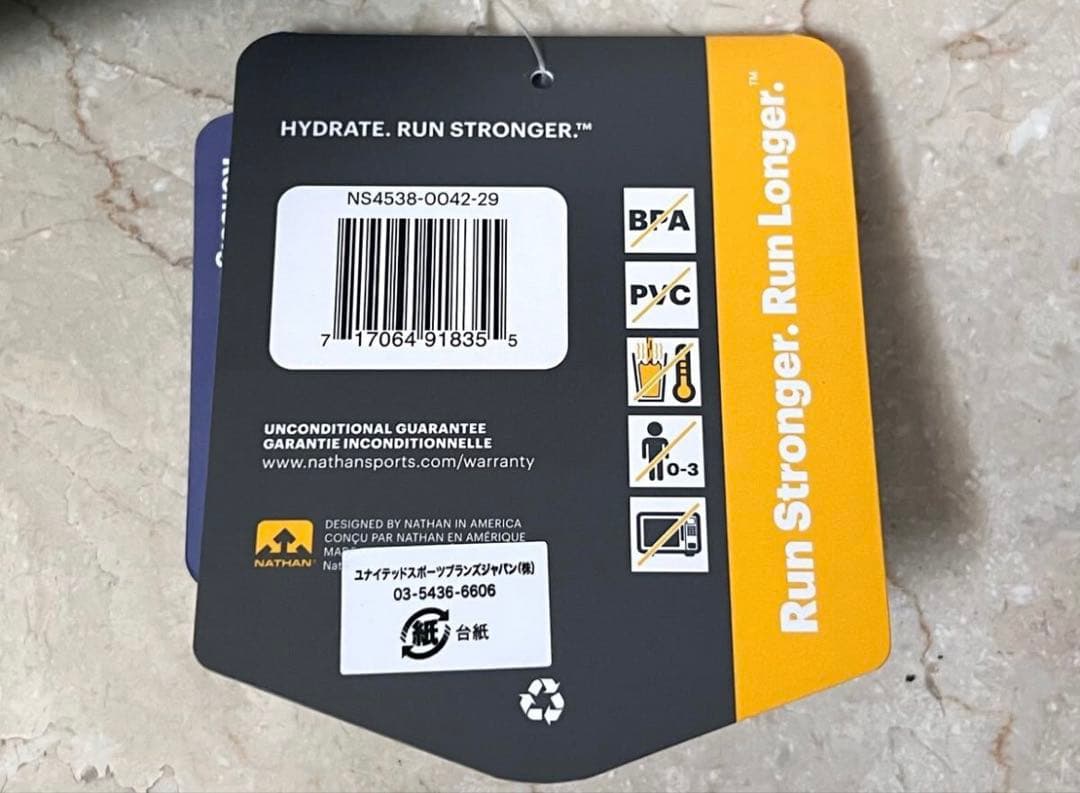 HYDRATE. RUN STRONGER.™
NS4538-0042-29
7 17064 91835 5
UNCONDITIONAL GUARANTEE
GARANTIE INCONDITIONNELLE
www.nathansports.com/warranty
NATHAN
DESIGNED BY NATHAN IN AMERICA
CONÇU PAR NATHAN EN AMÉRIQUE
ユナイテッドスポーツブランズジャパン(株)
03-5436-6606
紙 台紙
BPA
PVC
0-3
Run Stronger. Run Longer.™